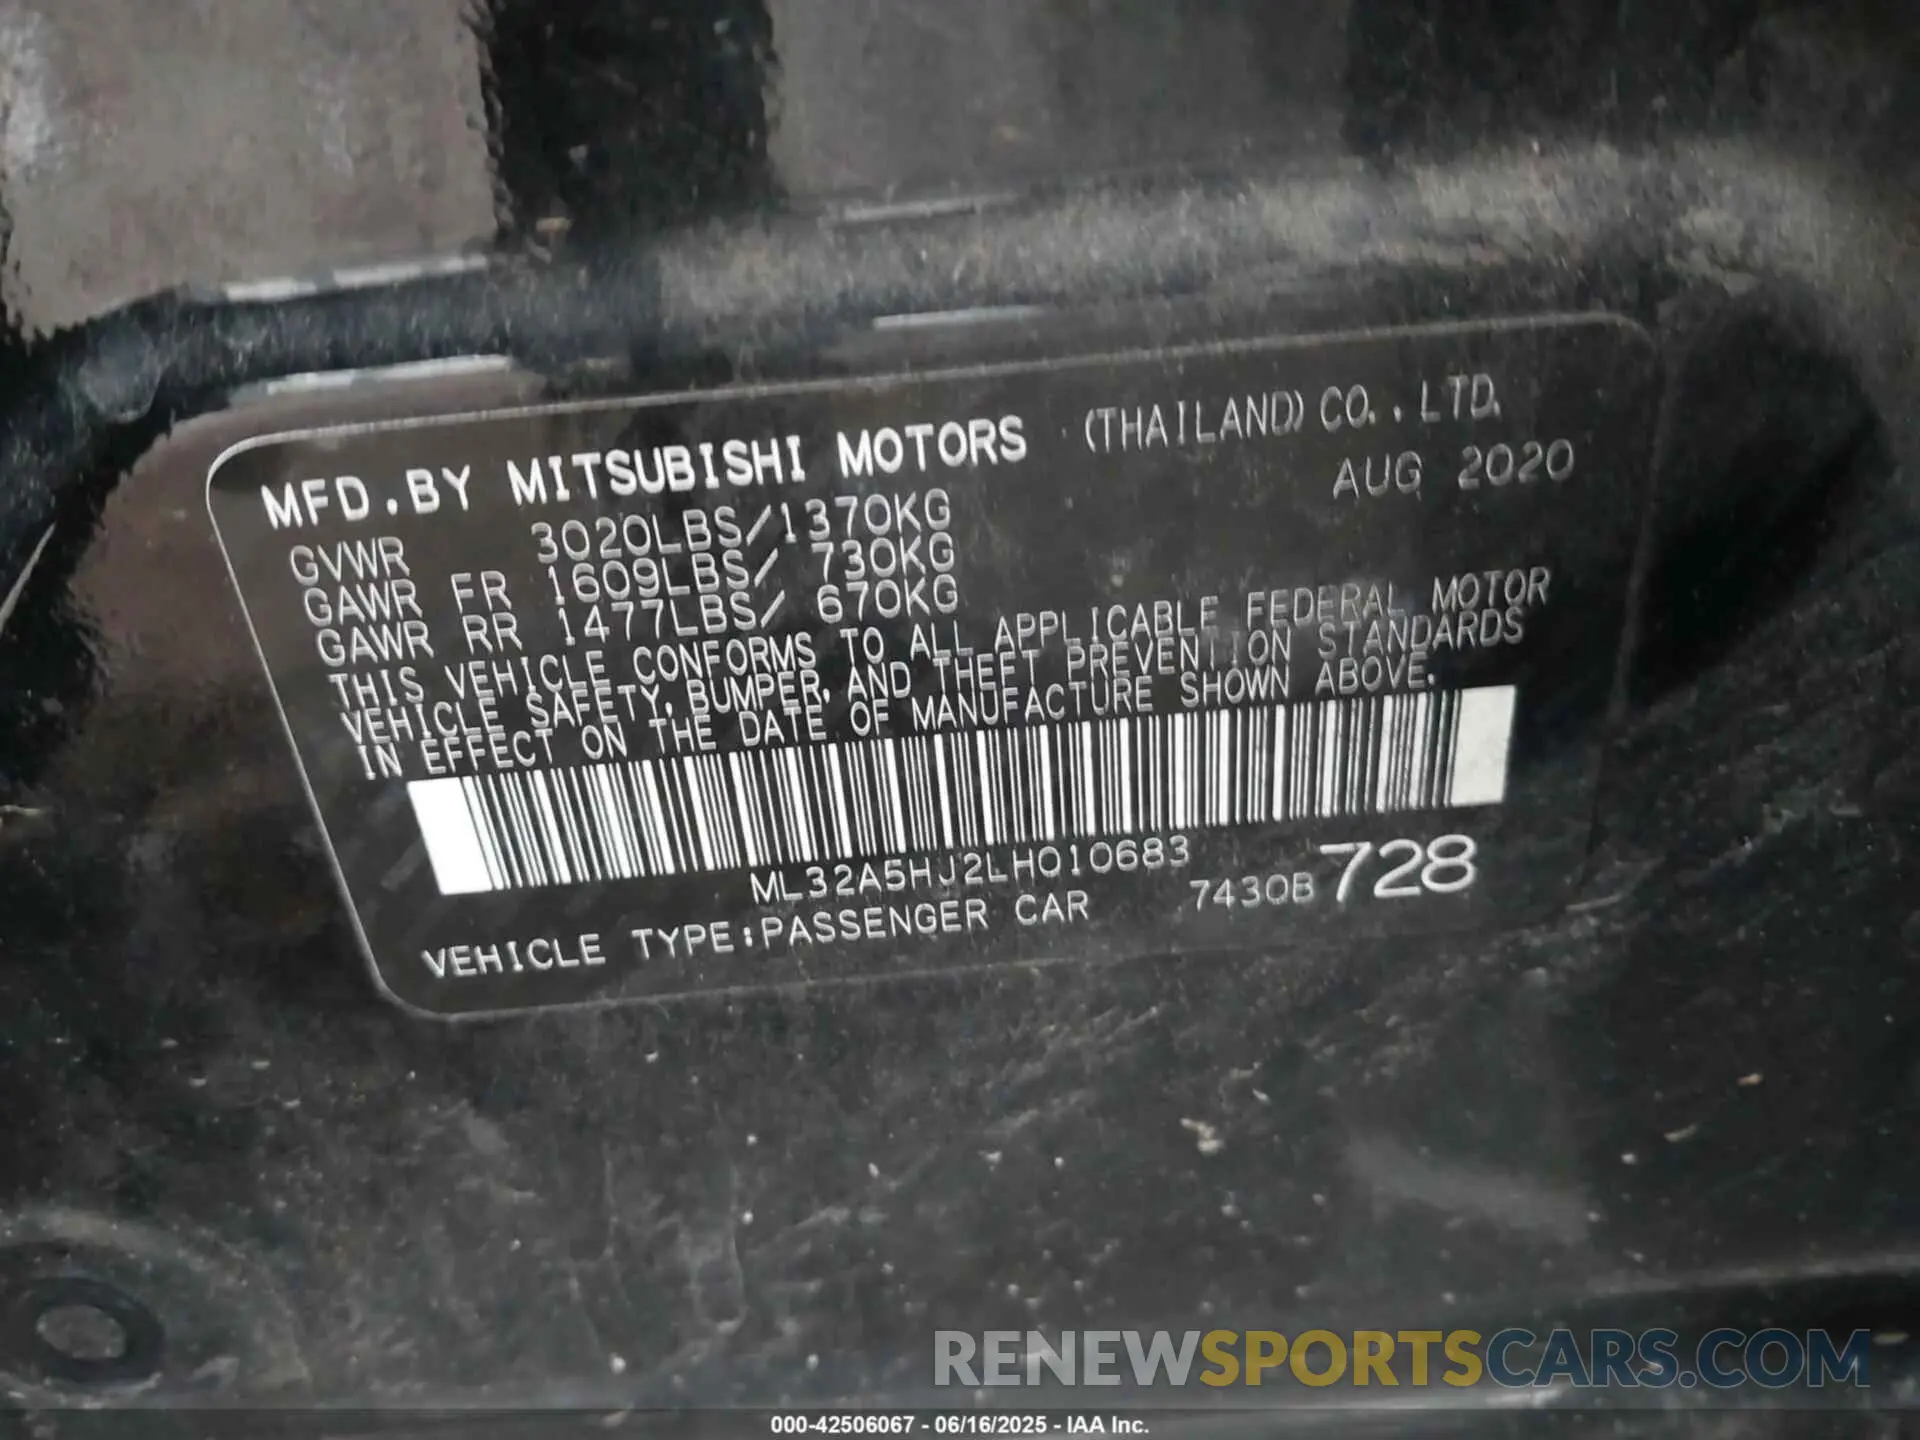 MFD.BY MITSUBISHI MOTORS (THAILAND) CO.,LTD.
AUG 2020
GVWR 3020LBS/1370KG
GAWR FR 1609LBS/ 730KG
GAWR RR 1477LBS/ 670KG
THIS VEHICLE CONFORMS TO ALL APPLICABLE FEDERAL MOTOR
VEHICLE SAFETY, BUMPER, AND THEFT PREVENTION STANDARDS
IN EFFECT ON THE DATE OF MANUFACTURE SHOWN ABOVE.
ML32A5HJ2LH010683
VEHICLE TYPE:PASSENGER CAR 7430B728
RENEWSPORTSCARS.COM
000-42506067 - 06/16/2025 - IAA Inc.